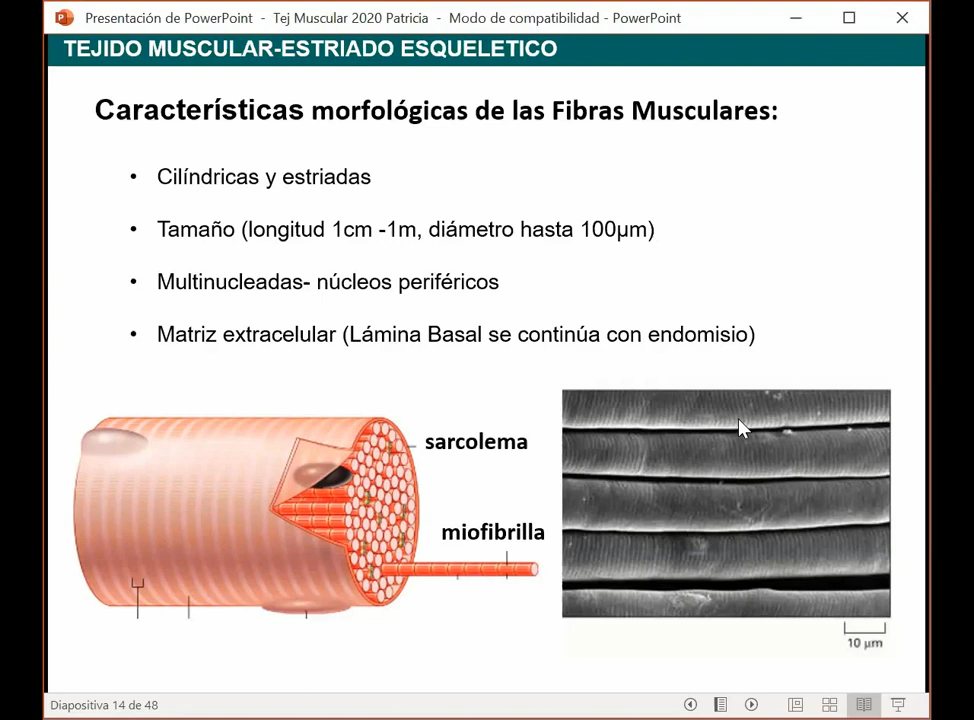 Presentación de PowerPoint - Tej Muscular 2020 Patricia - Modo de compatibilidad - PowerPoint
TEJIDO MUSCULAR-ESTRIADO ESQUELETICO
Características morfológicas de las Fibras Musculares:
• Cilíndricas y estriadas
• Tamaño (longitud 1cm -1m, diámetro hasta 100µm)
• Multinucleadas- núcleos periféricos
• Matriz extracelular (Lámina Basal se continúa con endomisio)
sarcolema
miofibrilla
10 µm
Diapositiva 14 de 48